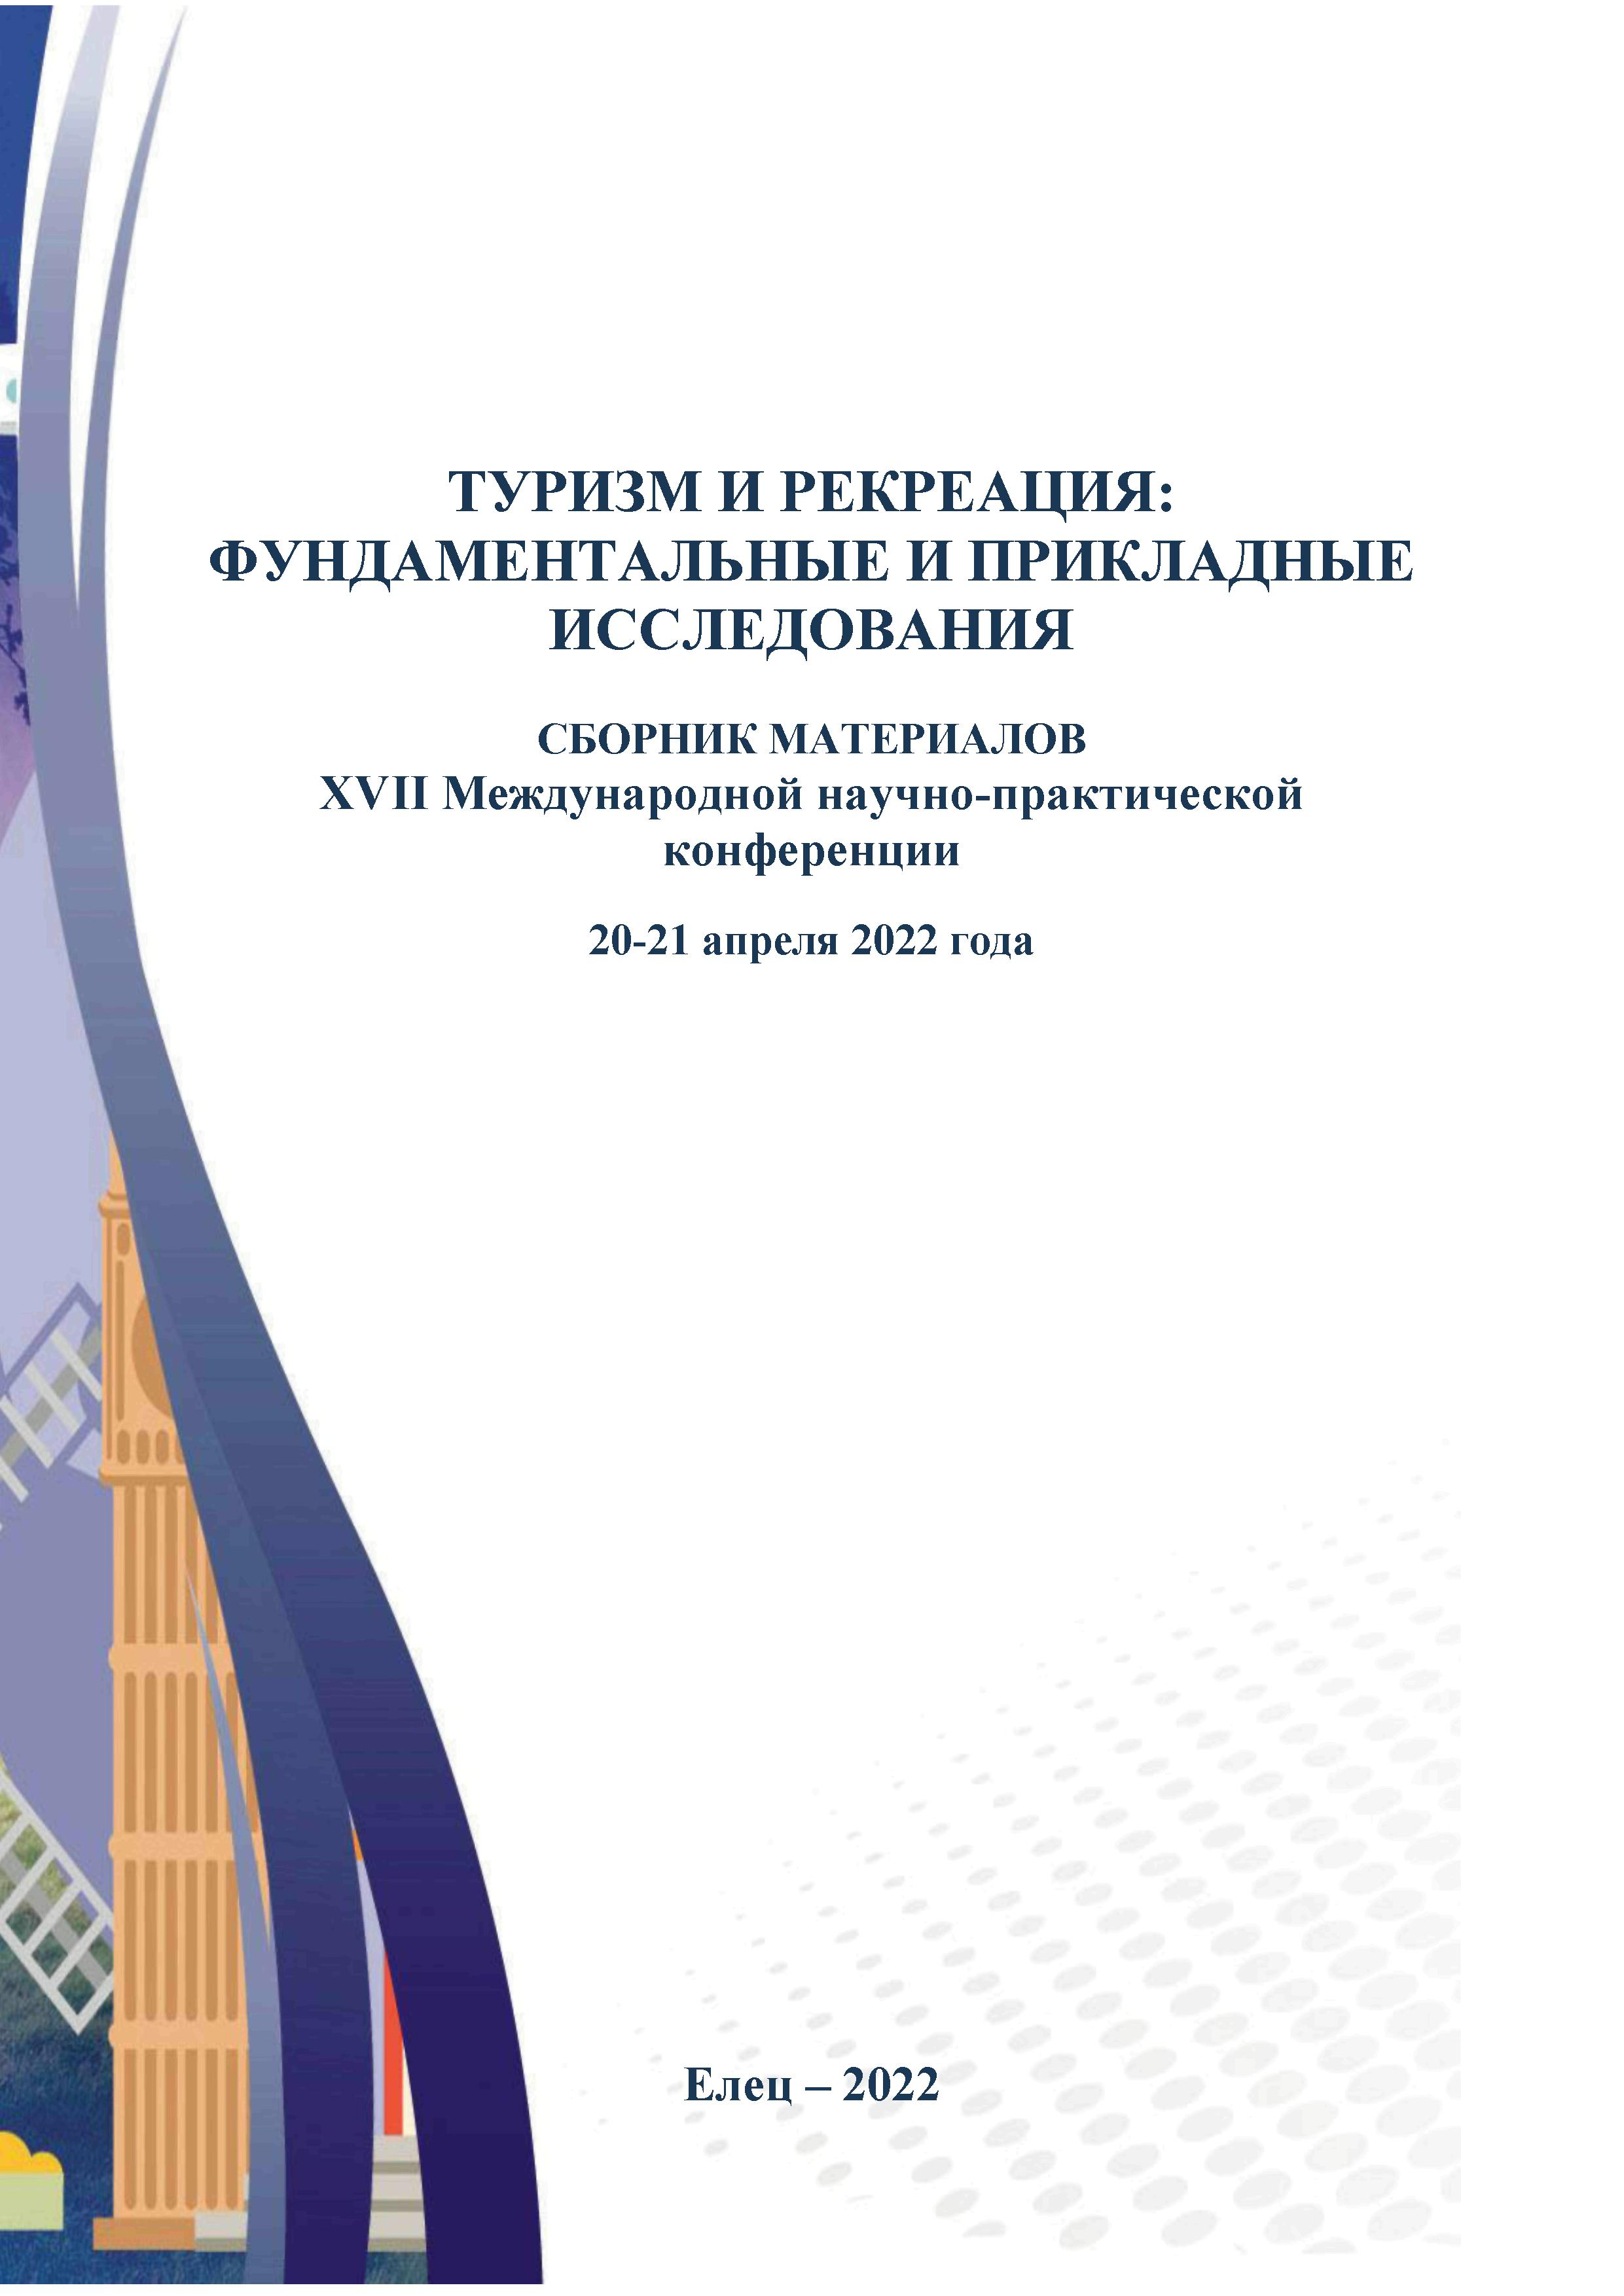 ТУРИЗМ И РЕКРЕАЦИЯ:
ФУНДАМЕНТАЛЬНЫЕ И ПРИКЛАДНЫЕ
ИССЛЕДОВАНИЯ
СБОРНИК МАТЕРИАЛОВ
XVII Международной научно-практической
конференции
20-21 апреля 2022 года
Елец – 2022